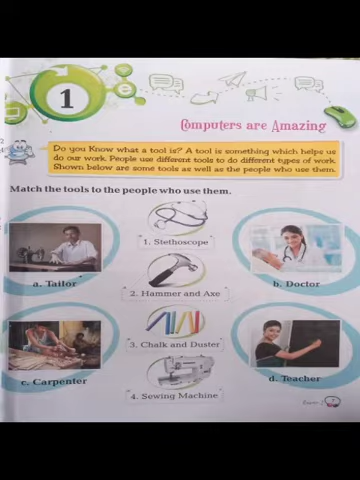 1
Computers are Amazing
Do you Know what a tool is? A tool is something which helps us
do our work. People use different tools to do different types of work.
Shown below are some tools as well as the people who use them.
Match the tools to the people who use them.
1. Stethoscope
a. Tailor
b. Doctor
2. Hammer and Axe
3. Chalk and Duster
c. Carpenter
d. Teacher
4. Sewing Machine
7